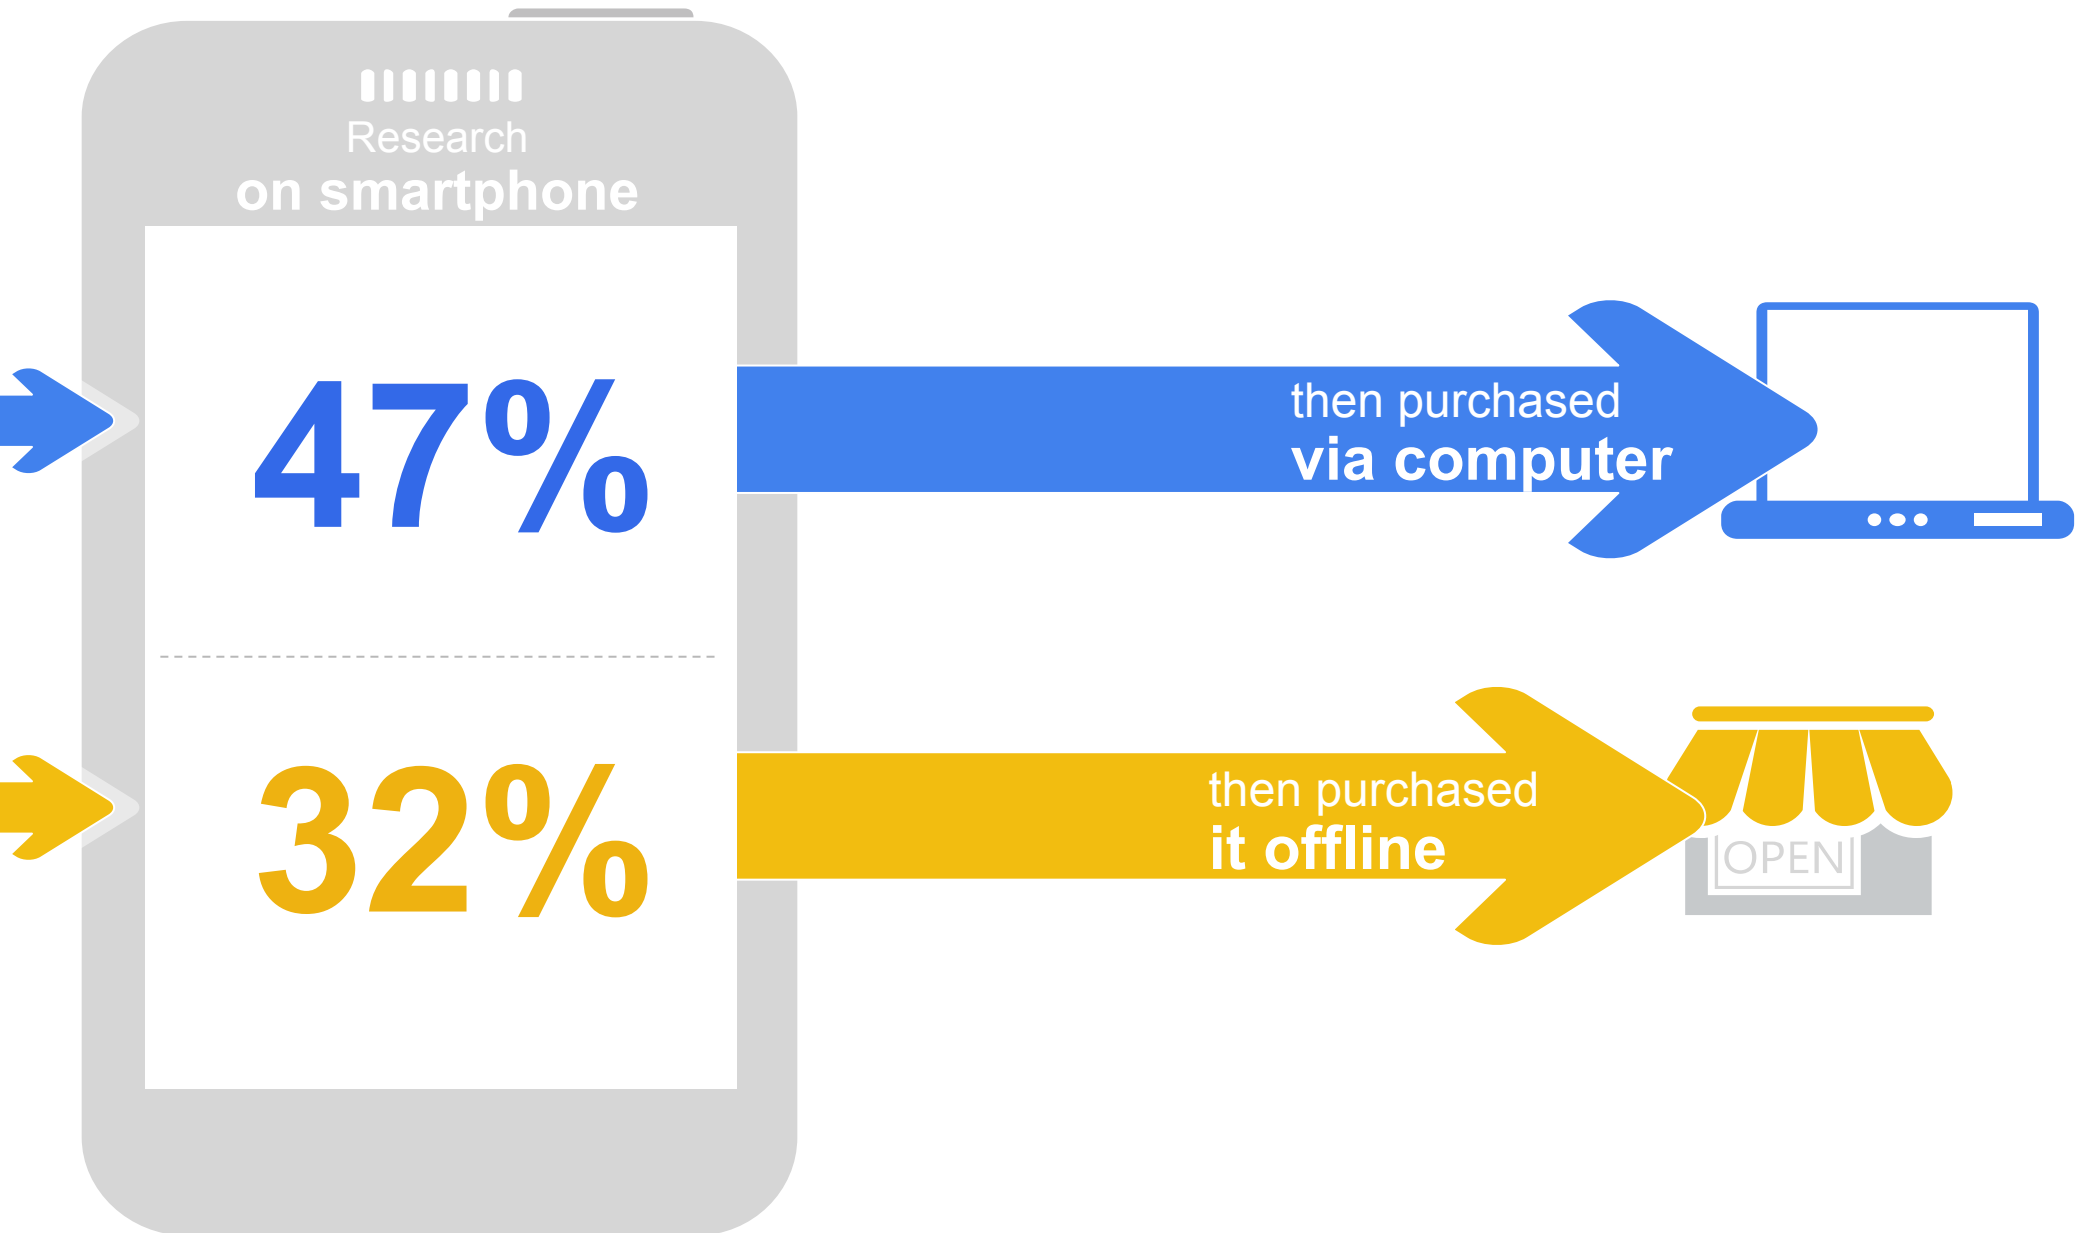 Research
on smartphone
47%
then purchased
via computer
32%
then purchased
it offline
OPEN